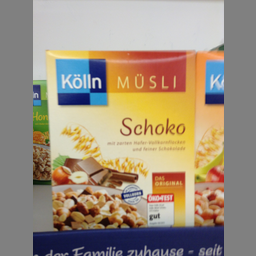 Kölln MÜSLI
Schoko
mit zarten Hafer-Vollkornflocken
und feiner Schokolade
DAS
ORIGINAL
ÖKO-TEST
gut
der Familie zuhause - seit